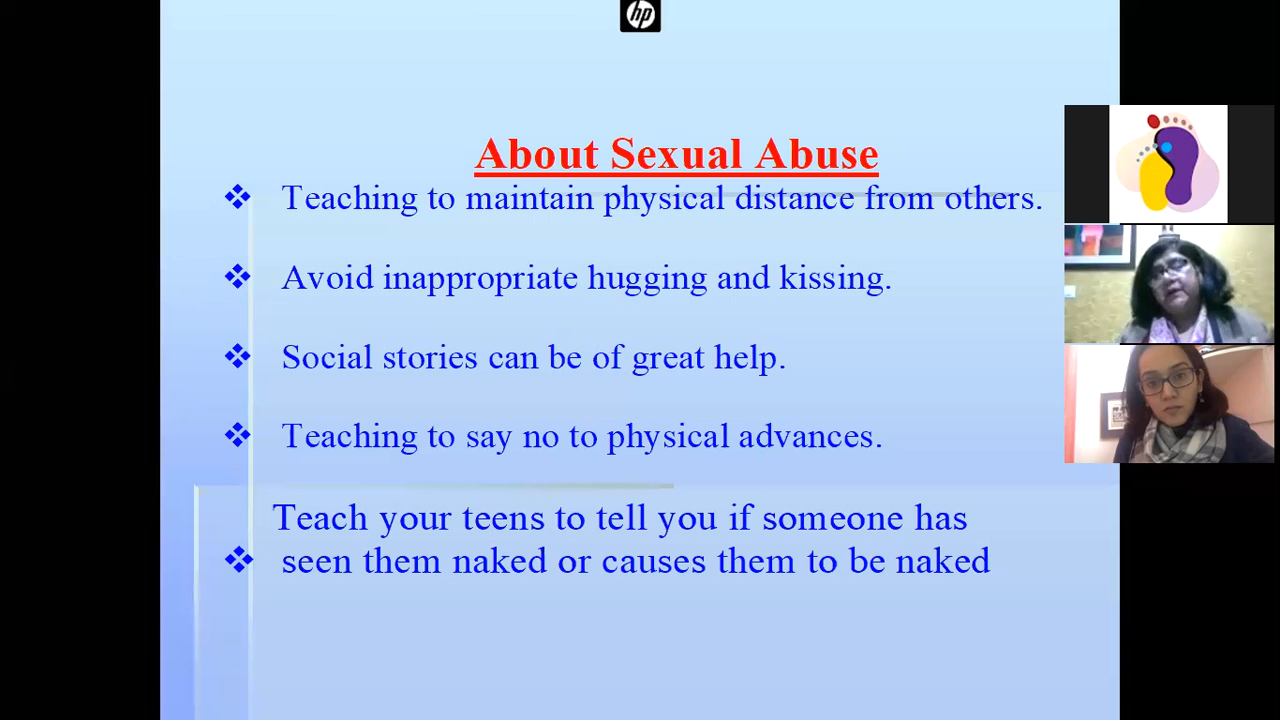 hp
About Sexual Abuse
❖ Teaching to maintain physical distance from others.
❖ Avoid inappropriate hugging and kissing.
❖ Social stories can be of great help.
❖ Teaching to say no to physical advances.
Teach your teens to tell you if someone has
❖ seen them naked or causes them to be naked